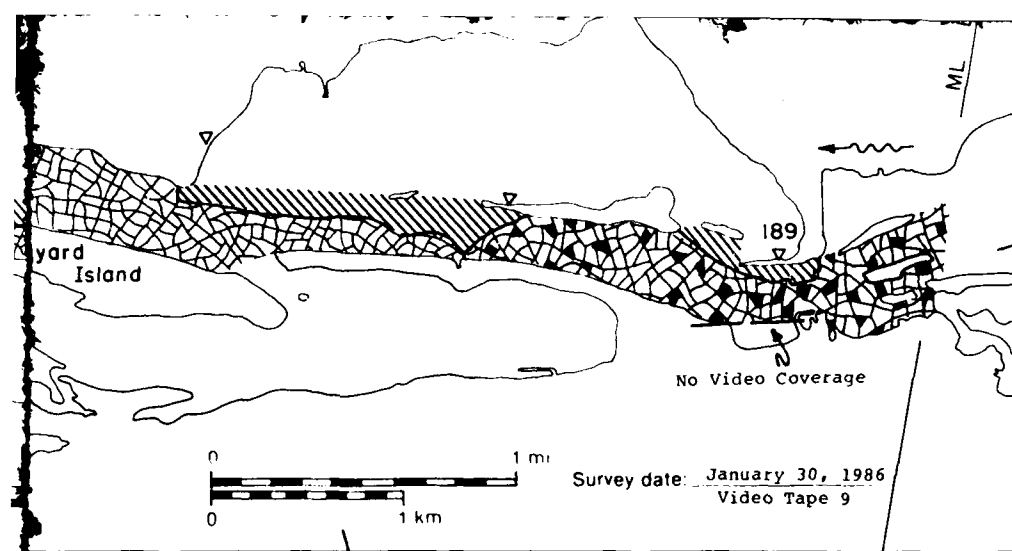 ML
189
yard
Island
No Video Coverage
0 1 mi
0 1 km
Survey date: January 30, 1986
Video Tape 9